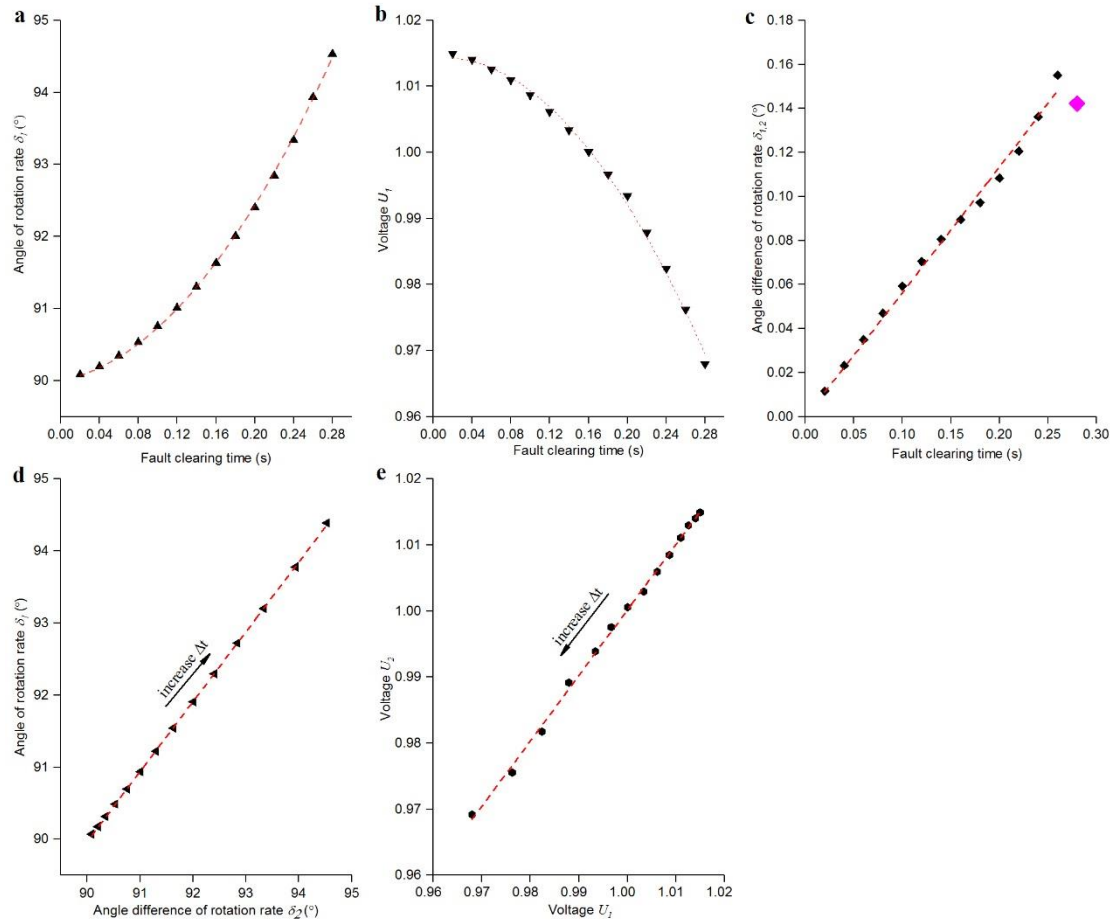 a
95
94
93
92
91
90
0.00 0.04 0.08 0.12 0.16 0.20 0.24 0.28
Angle of rotation rate δ1 (°)
Fault clearing time (s)
b
1.02
1.01
1.00
0.99
0.98
0.97
0.96
0.00 0.04 0.08 0.12 0.16 0.20 0.24 0.28
Voltage U1
Fault clearing time (s)
c
0.18
0.16
0.14
0.12
0.10
0.08
0.06
0.04
0.02
0.00
0.00 0.05 0.10 0.15 0.20 0.25 0.30
Angle difference of rotation rate δ1,2 (°)
Fault clearing time (s)
d
95
94
93
92
91
90
90 91 92 93 94 95
Angle of rotation rate δ1 (°)
increase Δt
Angle difference of rotation rate δ2 (°)
e
1.02
1.01
1.00
0.99
0.98
0.97
0.96
0.96 0.97 0.98 0.99 1.00 1.01 1.02
Voltage U2
increase Δt
Voltage U1